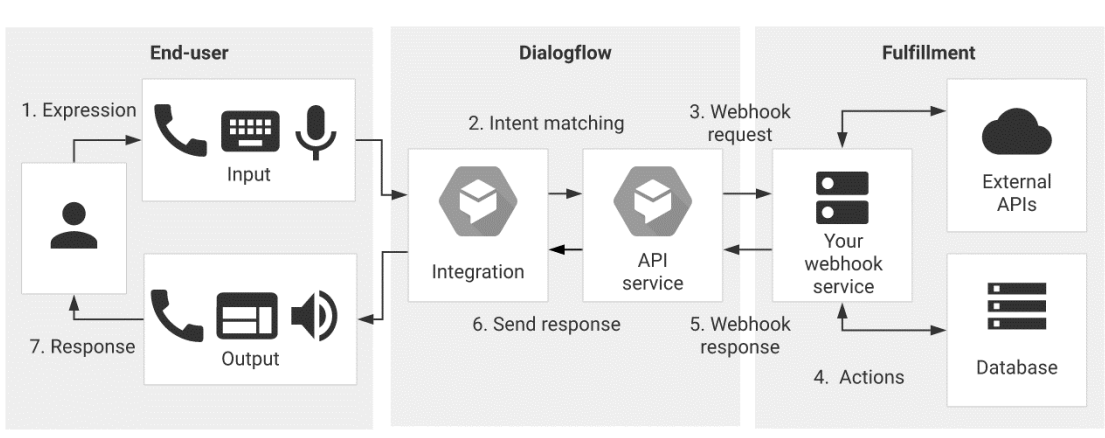 End-user
Dialogflow
Fulfillment
1. Expression
Input
2. Intent matching
3. Webhook
request
External
APIs
Integration
API
service
Your
webhook
service
7. Response
Output
6. Send response
5. Webhook
response
4. Actions
Database